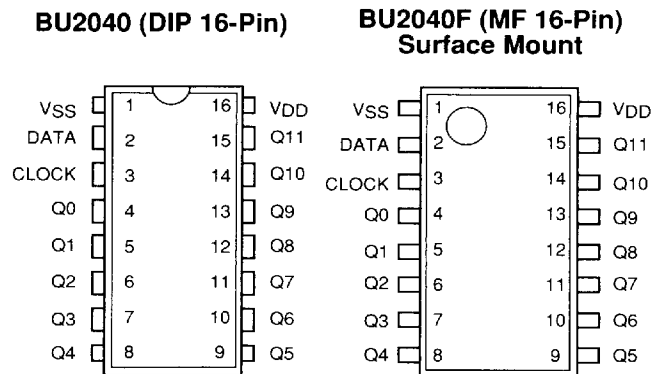 BU2040 (DIP 16-Pin)
VSS 1 16 VDD
DATA 2 15 Q11
CLOCK 3 14 Q10
Q0 4 13 Q9
Q1 5 12 Q8
Q2 6 11 Q7
Q3 7 10 Q6
Q4 8 9 Q5
BU2040F (MF 16-Pin)
Surface Mount
VSS 1 16 VDD
DATA 2 15 Q11
CLOCK 3 14 Q10
Q0 4 13 Q9
Q1 5 12 Q8
Q2 6 11 Q7
Q3 7 10 Q6
Q4 8 9 Q5